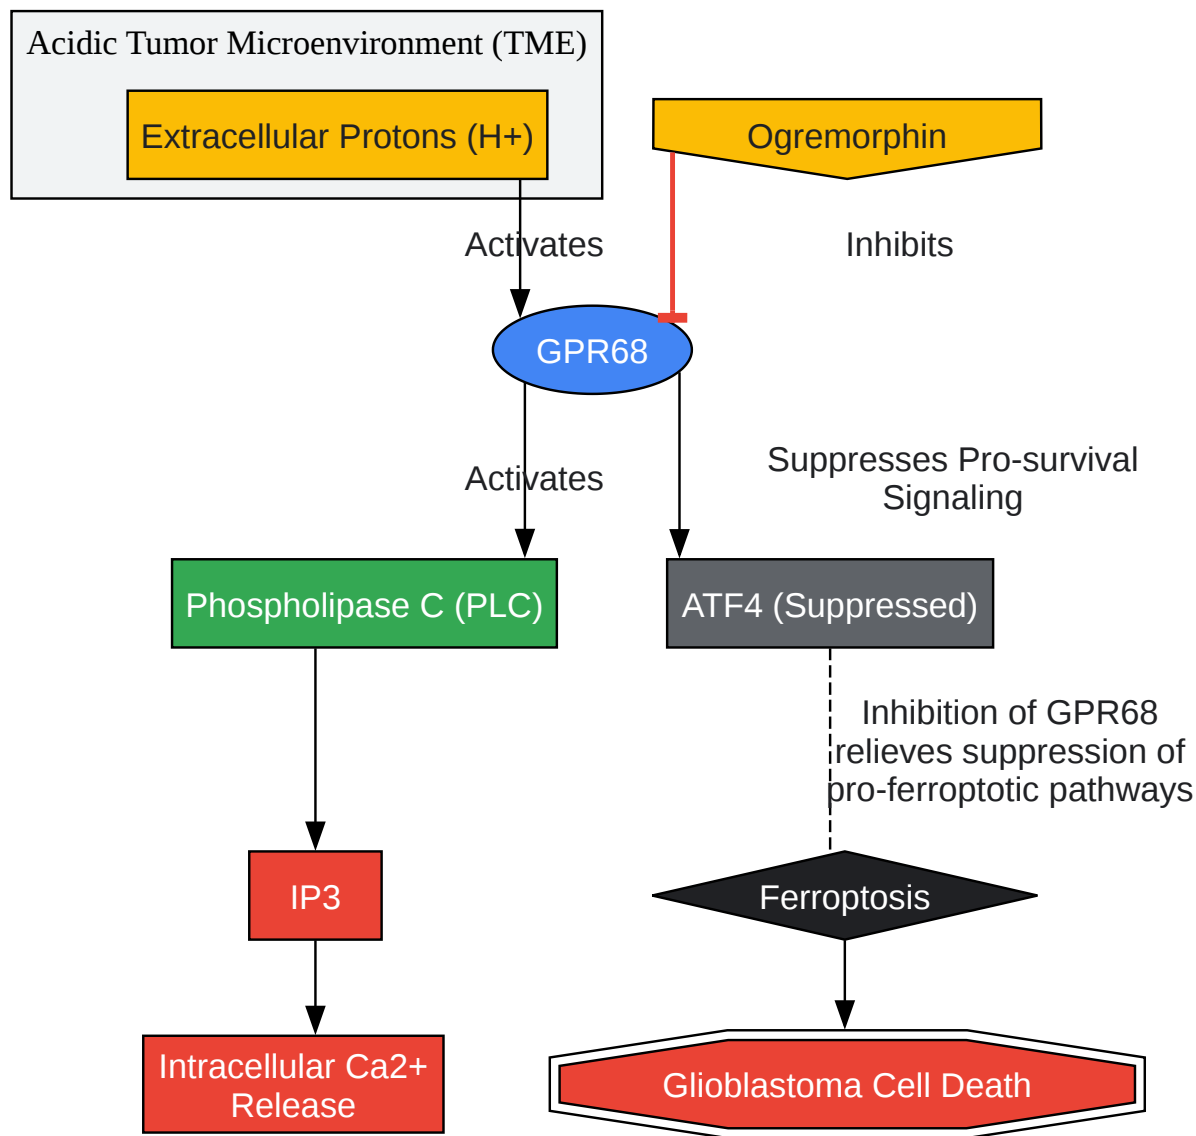 Acidic Tumor Microenvironment (TME)
Extracellular Protons (H+)
Ogremorphin
Activates
Inhibits
GPR68
Activates
Suppresses Pro-survival
Signaling
Phospholipase C (PLC)
ATF4 (Suppressed)
Inhibition of GPR68
relieves suppression of
pro-ferroptotic pathways
IP3
Ferroptosis
Intracellular Ca2+
Release
Glioblastoma Cell Death